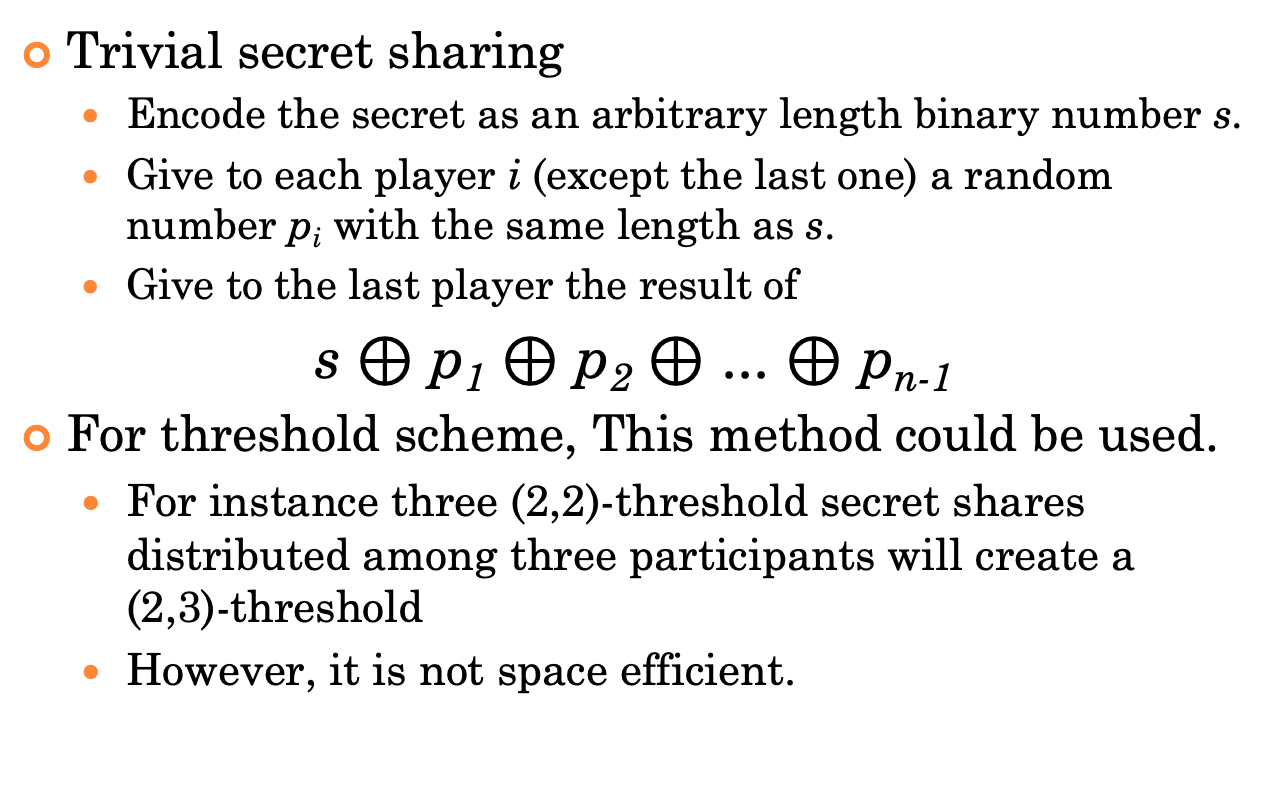 Trivial secret sharing
Encode the secret as an arbitrary length binary number s.
Give to each player i (except the last one) a random
number pᵢ with the same length as s.
Give to the last player the result of
s ⊕ p₁ ⊕ p₂ ⊕ ... ⊕ pₙ₋₁
For threshold scheme, This method could be used.
For instance three (2,2)-threshold secret shares
distributed among three participants will create a
(2,3)-threshold
However, it is not space efficient.